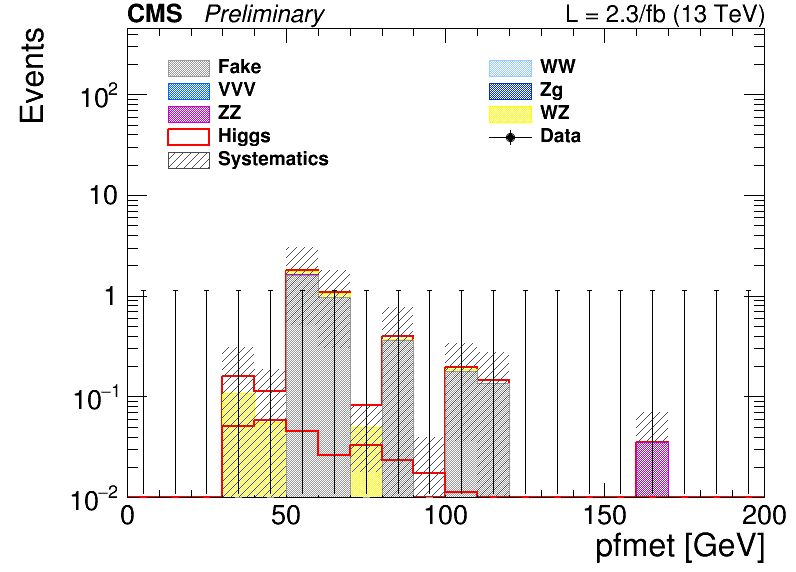 CMS Preliminary L = 2.3/fb (13 TeV)
Events
Fake WW
VVV Zg
ZZ WZ
Higgs Data
Systematics
10²
10
1
10⁻¹
10⁻²
0 50 100 150 200
pfmet [GeV]